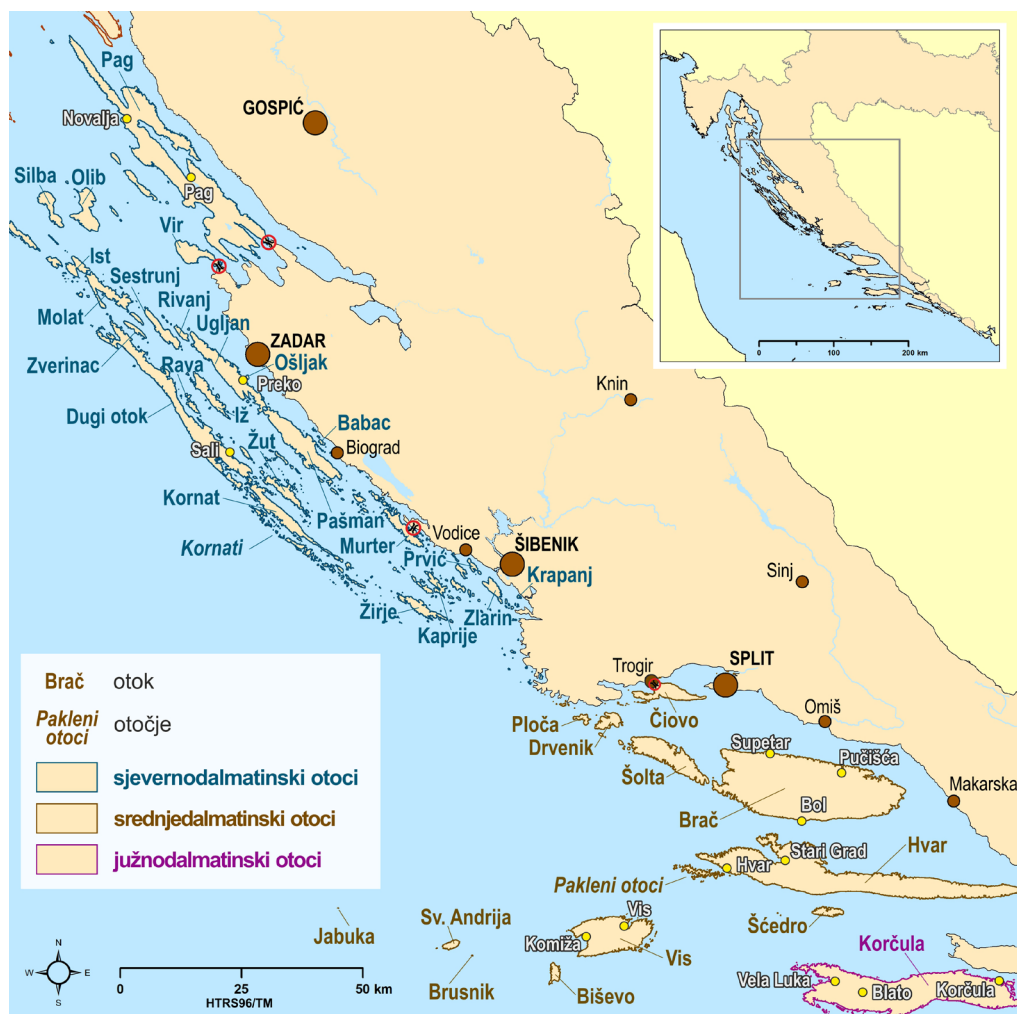 Pag
GOSPIĆ
Novalja
Silba
Olib
Pag
Vir
Ist
Sestrunj
Molat
Rivanj
Ugljan
ZADAR
Ošljak
Zverinac
Rava
Preko
Knin
Dugi otok
Iž
Babac
Žut
Biograd
Sali
Kornat
Pašman
Murter
Vodice
Kornati
Prvić
ŠIBENIK
Krapanj
Sinj
Žirje
Zlarin
Kaprije
0
100
200 km
Brač
otok
Pakleni
otoci
otočje
sjevernodalmatinski otoci
srednjedalmatinski otoci
južnodalmatinski otoci
Trogir
SPLIT
Ploča
Čiovo
Omiš
Drvenik
Supetar
Pučišća
Šolta
Makarska
Brač
Bol
Hvar
Stari Grad
Hvar
Pakleni otoci
Vis
Sv. Andrija
Šćedro
Jabuka
Komiža
Vis
Korčula
Brusnik
Biševo
Vela Luka
Blato
Korčula
N
W
E
S
0
25
50 km
HTRS96/TM